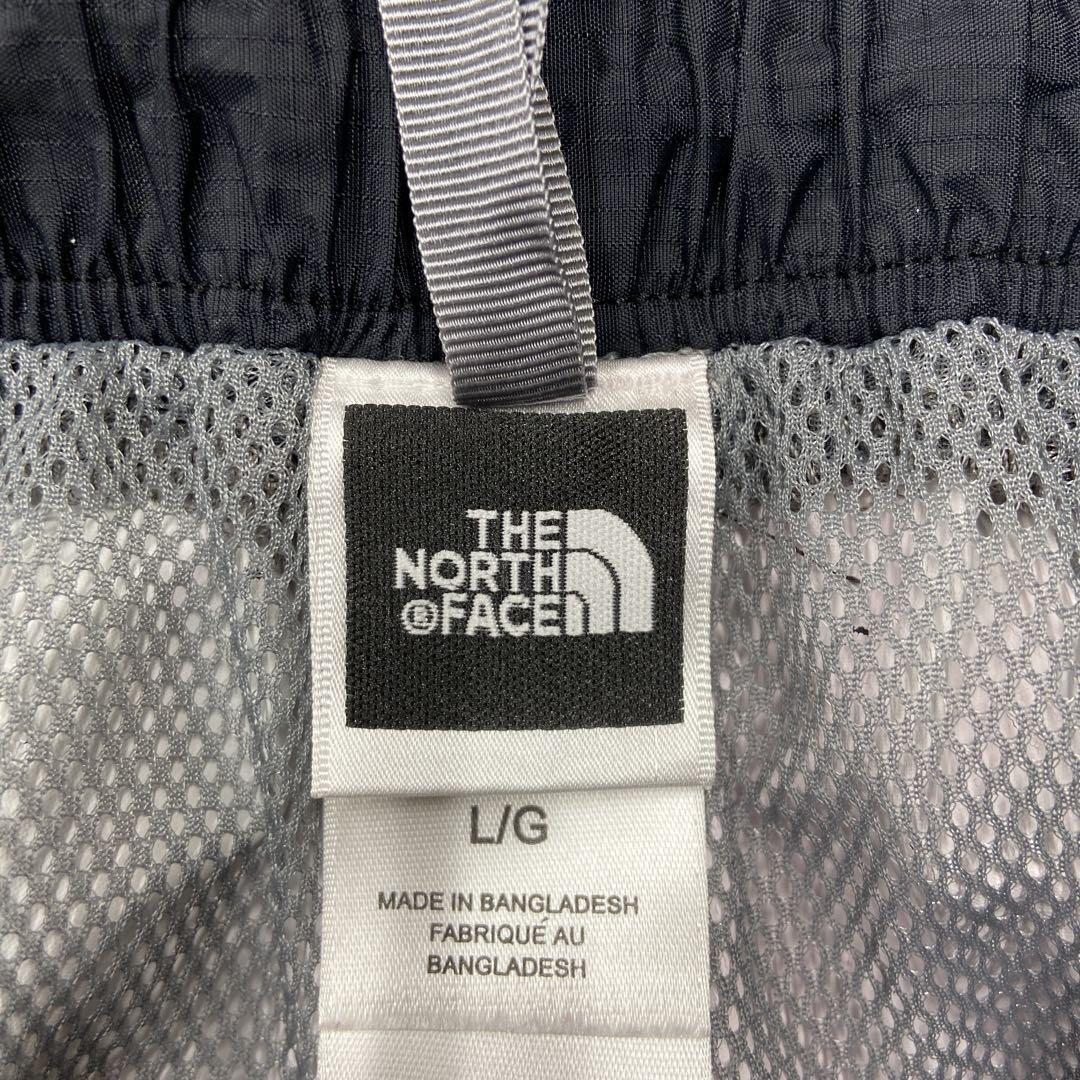 THE
NORTH
®FACE
L/G
MADE IN BANGLADESH
FABRIQUÉ AU
BANGLADESH